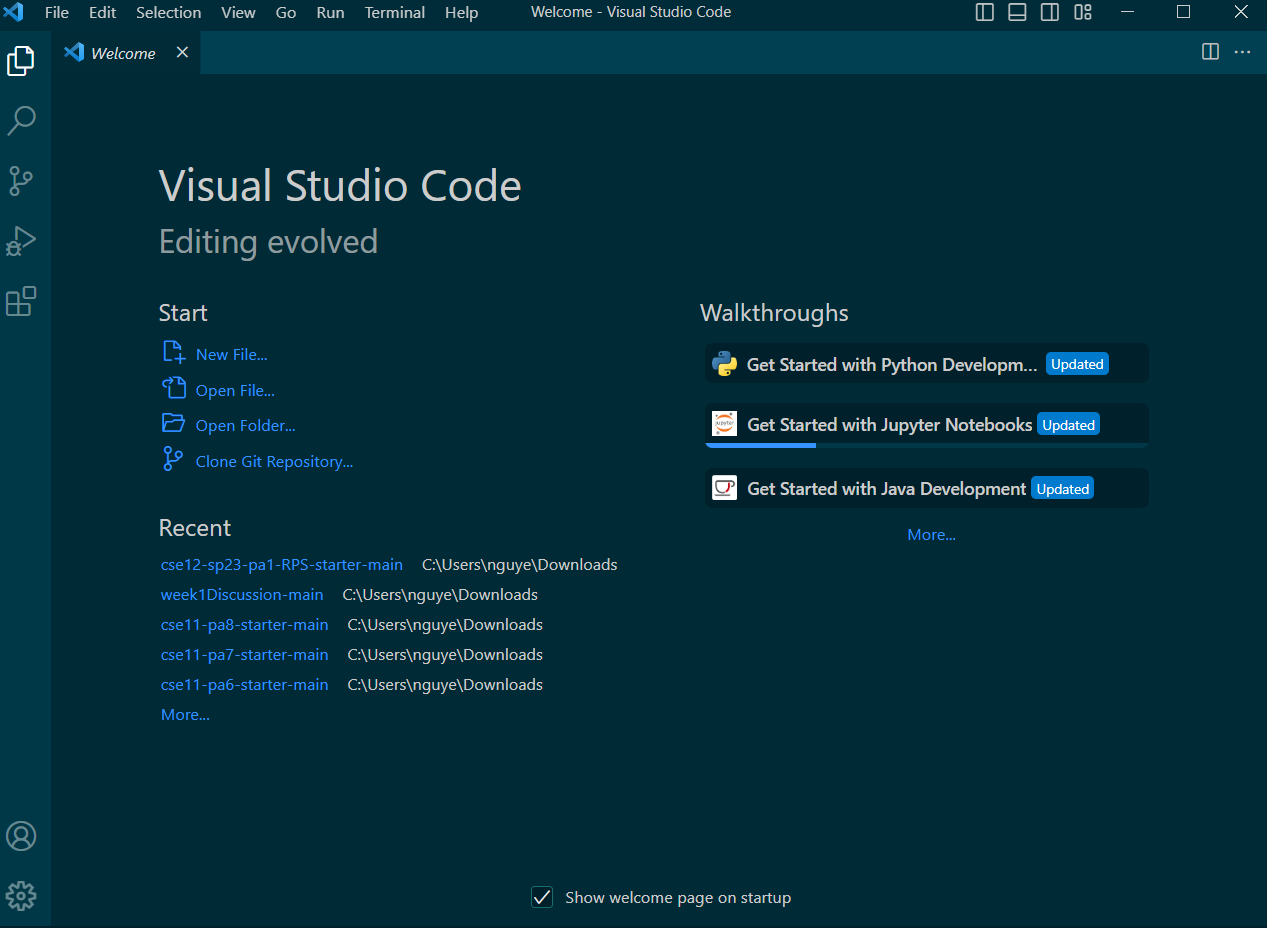 File Edit Selection View Go Run Terminal Help Welcome - Visual Studio Code
Welcome
Visual Studio Code
Editing evolved
Start
New File...
Open File...
Open Folder...
Clone Git Repository...
Recent
cse12-sp23-pa1-RPS-starter-main C:\Users\nguye\Downloads
week1Discussion-main C:\Users\nguye\Downloads
cse11-pa8-starter-main C:\Users\nguye\Downloads
cse11-pa7-starter-main C:\Users\nguye\Downloads
cse11-pa6-starter-main C:\Users\nguye\Downloads
More...
Walkthroughs
Get Started with Python Developm... Updated
Get Started with Jupyter Notebooks Updated
Get Started with Java Development Updated
More...
Show welcome page on startup